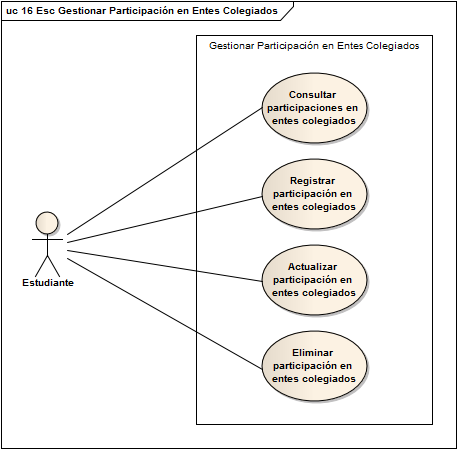 uc 16 Esc Gestionar Participación en Entes Colegiados
Gestionar Participación en Entes Colegiados
Consultar
participaciones en
entes colegiados
Registrar
participación en
entes colegiados
Estudiante
Actualizar
participación en
entes colegiados
Eliminar
participación en
entes colegiados